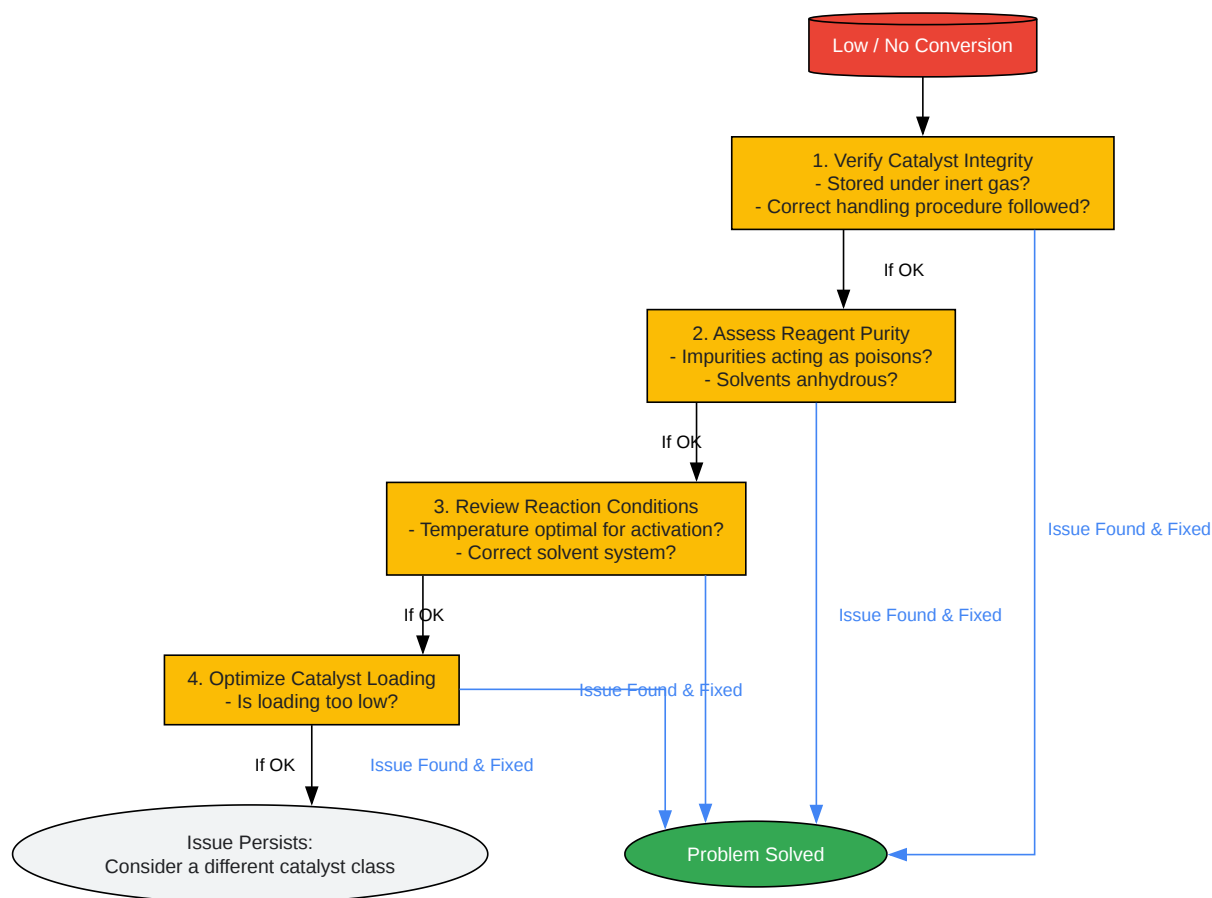 Low / No Conversion
1. Verify Catalyst Integrity
- Stored under inert gas?
- Correct handling procedure followed?
If OK
2. Assess Reagent Purity
- Impurities acting as poisons?
- Solvents anhydrous?
If OK
3. Review Reaction Conditions
- Temperature optimal for activation?
- Correct solvent system?
Issue Found & Fixed
If OK
Issue Found & Fixed
4. Optimize Catalyst Loading
- Is loading too low?
Issue Found & Fixed
If OK
Issue Found & Fixed
Issue Persists:
Consider a different catalyst class
Problem Solved